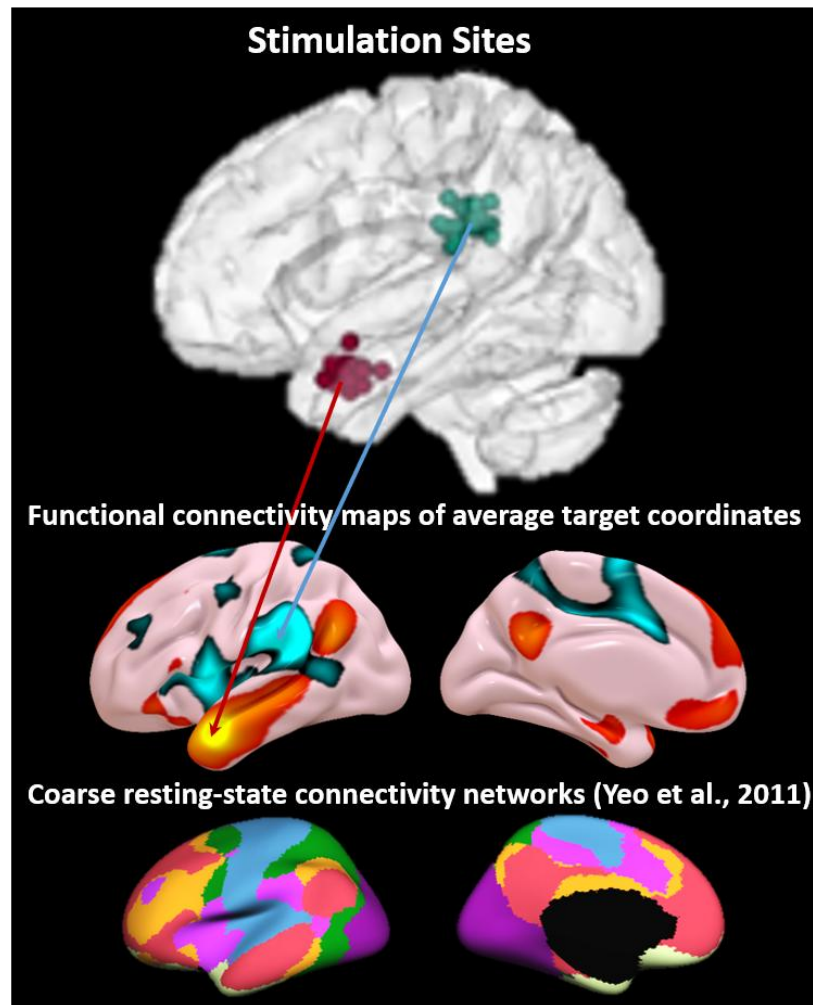 Stimulation Sites
Functional connectivity maps of average target coordinates
Coarse resting-state connectivity networks (Yeo et al., 2011)